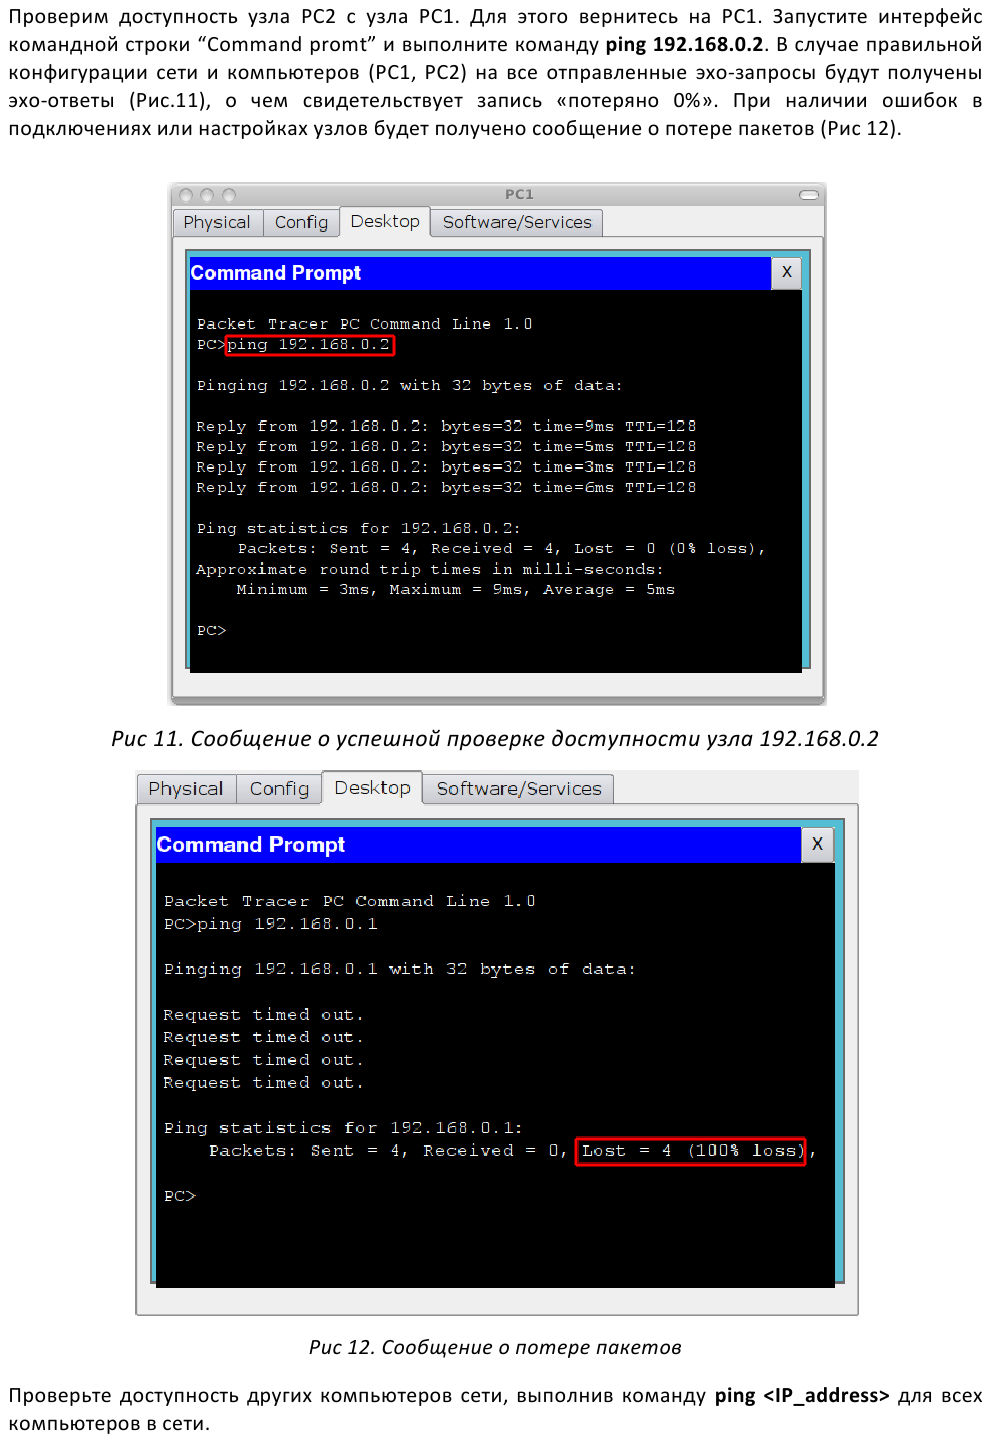 Проверим доступность узла PC2 с узла PC1. Для этого вернитесь на PC1. Запустите интерфейс
командной строки “Command promt” и выполните команду ping 192.168.0.2. В случае правильной
конфигурации сети и компьютеров (PC1, PC2) на все отправленные эхо-запросы будут получены
эхо-ответы (Рис.11), о чем свидетельствует запись «потеряно 0%». При наличии ошибок в
подключениях или настройках узлов будет получено сообщение о потере пакетов (Рис 12).
PC1
Physical Config Desktop Software/Services
Command Prompt X
Packet Tracer PC Command Line 1.0
PC>ping 192.168.0.2
Pinging 192.168.0.2 with 32 bytes of data:
Reply from 192.168.0.2: bytes=32 time=9ms TTL=128
Reply from 192.168.0.2: bytes=32 time=5ms TTL=128
Reply from 192.168.0.2: bytes=32 time=3ms TTL=128
Reply from 192.168.0.2: bytes=32 time=6ms TTL=128
Ping statistics for 192.168.0.2:
Packets: Sent = 4, Received = 4, Lost = 0 (0% loss),
Approximate round trip times in milli-seconds:
Minimum = 3ms, Maximum = 9ms, Average = 5ms
PC>
Рис 11. Сообщение о успешной проверке доступности узла 192.168.0.2
Physical Config Desktop Software/Services
Command Prompt X
Packet Tracer PC Command Line 1.0
PC>ping 192.168.0.1
Pinging 192.168.0.1 with 32 bytes of data:
Request timed out.
Request timed out.
Request timed out.
Request timed out.
Ping statistics for 192.168.0.1:
Packets: Sent = 4, Received = 0, Lost = 4 (100% loss),
PC>
Рис 12. Сообщение о потере пакетов
Проверьте доступность других компьютеров сети, выполнив команду ping <IP_address> для всех
компьютеров в сети.